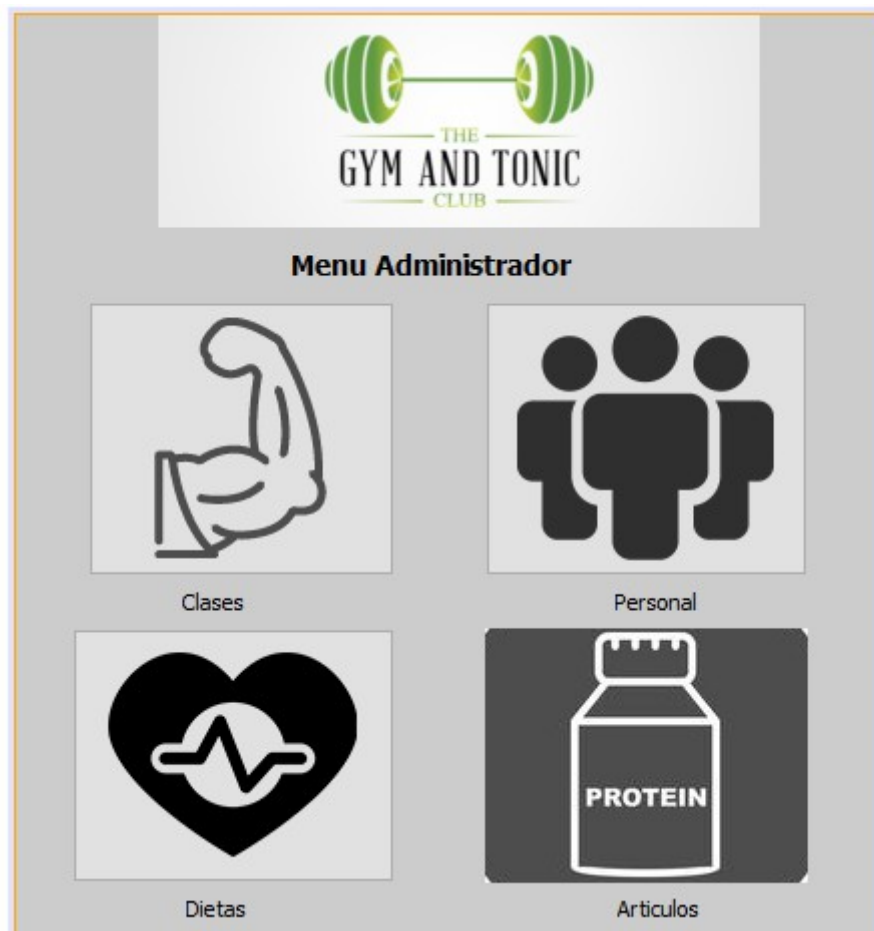 THE
GYM AND TONIC
CLUB
Menu Administrador
Clases
Personal
PROTEIN
Dietas
Articulos